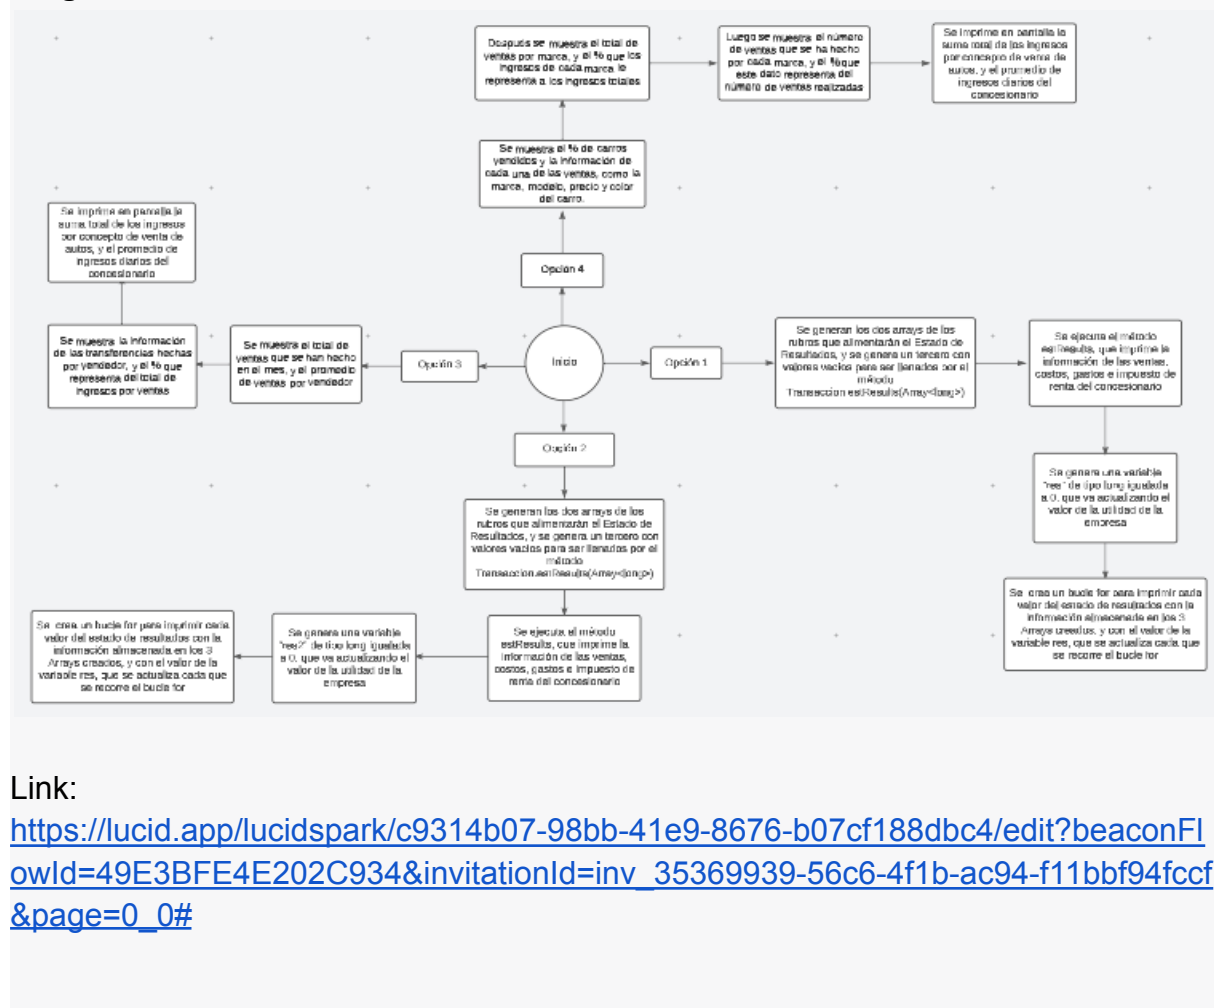 Después se muestra el total de
ventas por marca, y el % que los
ingresos de cada marca le
representa a los ingresos totales
Luego se muestra el número
de ventas que se ha hecho
por cada marca, y el % que
este dato representa del
número de ventas realizadas
Se imprime en pantalla la
suma total de los ingresos
por concepto de venta de
autos, y el promedio de
ingresos diarios del
concesionario
Se muestra el % de carros
vendidos y la información de
cada una de las ventas, como la
marca, modelo, precio y color
del carro.
Opción 4
Se imprime en pantalla la
suma total de los ingresos
por concepto de venta de
autos, y el promedio de
ingresos diarios del
concesionario
Se muestra la información
de las transferencias hechas
por vendedor, y el % que
representa del total de
ingresos por ventas
Se muestra el total de
ventas que se han hecho
en el mes, y el promedio
de ventas por vendedor
Opción 3
Inicio
Opción 1
Se generan los dos arrays de los
rubros que alimentarán el Estado de
Resultados, y se genera un tercero con
valores vacíos para ser llenados por el
método
Transaccion.estResults(Array<long>)
Se ejecuta el método
estResults, que imprime la
información de las ventas,
costos, gastos e impuesto de
renta del concesionario
Se genera una variable
"res" de tipo long igualada
a 0, que va actualizando el
valor de la utilidad de la
empresa
Se crea un bucle for para imprimir cada
valor del estado de resultados con la
información almacenada en los 3
Arrays creados, y con el valor de la
variable res, que se actualiza cada que
se recorre el bucle for
Opción 2
Se generan los dos arrays de los
rubros que alimentarán el Estado de
Resultados, y se genera un tercero con
valores vacíos para ser llenados por el
método
Transaccion.estResults(Array<long>)
Se ejecuta el método
estResults, que imprime la
información de las ventas,
costos, gastos e impuesto de
renta del concesionario
Se genera una variable
"res2" de tipo long igualada
a 0, que va actualizando el
valor de la utilidad de la
empresa
Se crea un bucle for para imprimir cada
valor del estado de resultados con la
información almacenada en los 3
Arrays creados, y con el valor de la
variable res, que se actualiza cada que
se recorre el bucle for
Link:
https://lucid.app/lucidspark/c9314b07-98bb-41e9-8676-b07cf188dbc4/edit?beaconFl
owId=49E3BFE4E202C934&invitationId=inv_35369939-56c6-4f1b-ac94-f11bbf94fccf
&page=0_0#